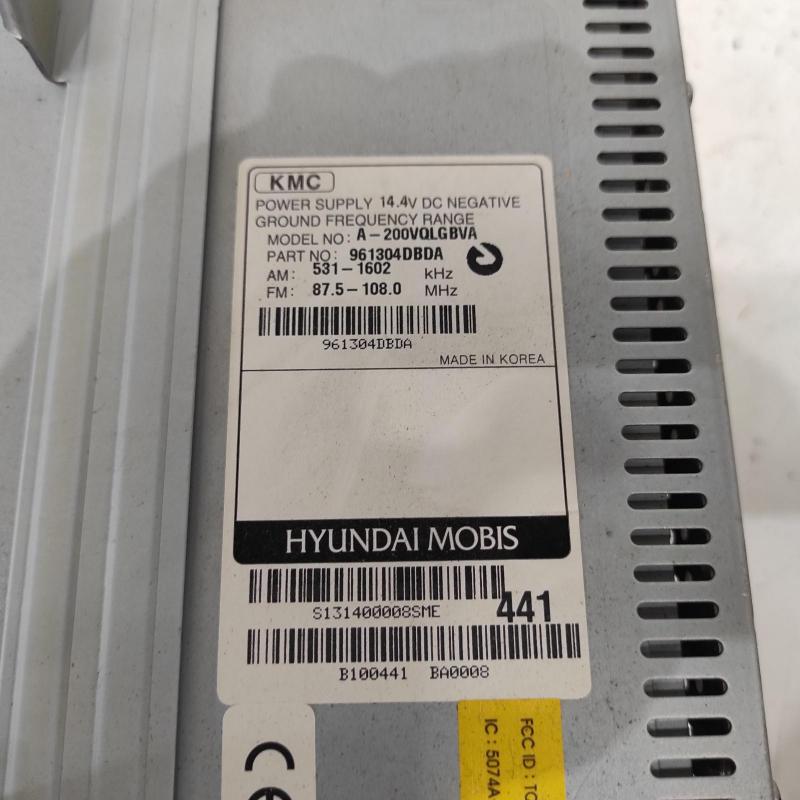 KMC
POWER SUPPLY 14.4V DC NEGATIVE
GROUND FREQUENCY RANGE
MODEL NO: A-200VQLGBVA
PART NO: 961304DBDA
AM: 531-1602 kHz
FM: 87.5-108.0 MHz
961304DBDA
MADE IN KOREA
HYUNDAI MOBIS
S131400008SME
441
B100441 BA0008
CE
FCC ID : TC
IC : 5074A